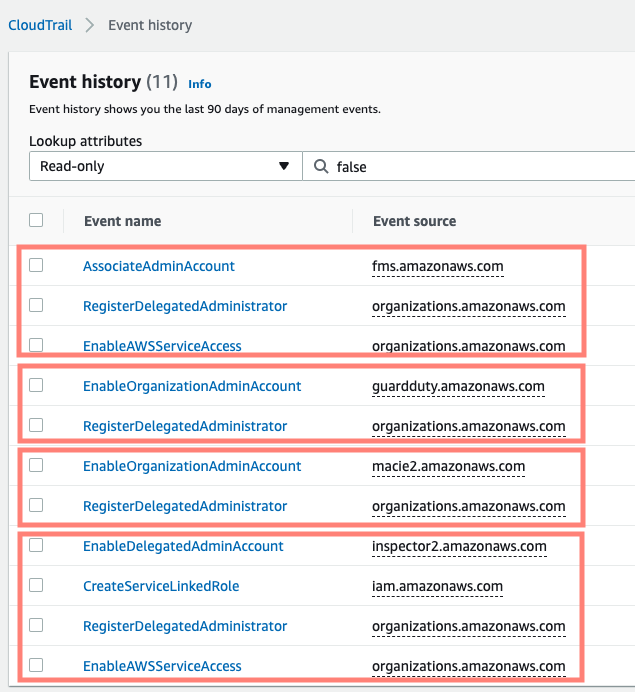 CloudTrail > Event history
Event history (11) Info
Event history shows you the last 90 days of management events.
Lookup attributes
Read-only false
Event name Event source
AssociateAdminAccount fms.amazonaws.com
RegisterDelegatedAdministrator organizations.amazonaws.com
EnableAWSServiceAccess organizations.amazonaws.com
EnableOrganizationAdminAccount guardduty.amazonaws.com
RegisterDelegatedAdministrator organizations.amazonaws.com
EnableOrganizationAdminAccount macie2.amazonaws.com
RegisterDelegatedAdministrator organizations.amazonaws.com
EnableDelegatedAdminAccount inspector2.amazonaws.com
CreateServiceLinkedRole iam.amazonaws.com
RegisterDelegatedAdministrator organizations.amazonaws.com
EnableAWSServiceAccess organizations.amazonaws.com